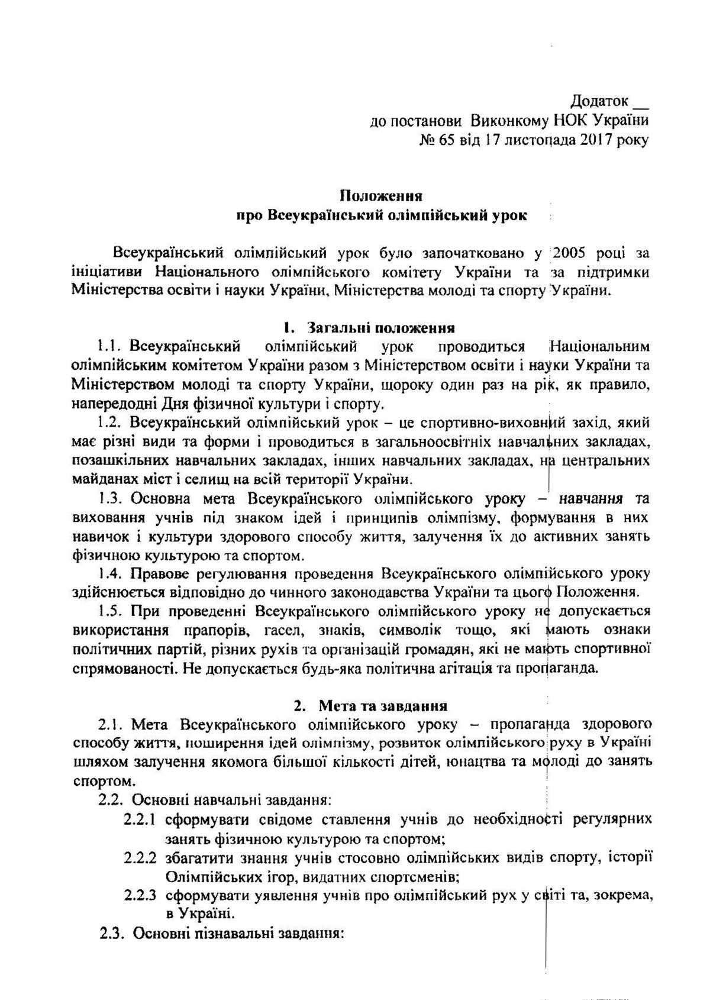 Додаток __
до постанови Виконкому НОК України
№ 65 від 17 листопада 2017 року
Положення
про Всеукраїнський олімпійський урок
Всеукраїнський олімпійський урок було започатковано у 2005 році за
ініціативи Національного олімпійського комітету України та за підтримки
Міністерства освіти і науки України, Міністерства молоді та спорту України.
1. Загальні положення
1.1. Всеукраїнський олімпійський урок проводиться Національним
олімпійським комітетом України разом з Міністерством освіти і науки України та
Міністерством молоді та спорту України, щороку один раз на рік, як правило,
напередодні Дня фізичної культури і спорту.
1.2. Всеукраїнський олімпійський урок – це спортивно-виховний захід, який
має різні види та форми і проводиться в загальноосвітніх навчальних закладах,
позашкільних навчальних закладах, інших навчальних закладах, на центральних
майданах міст і селищ на всій території України.
1.3. Основна мета Всеукраїнського олімпійського уроку – навчання та
виховання учнів під знаком ідей і принципів олімпізму, формування в них
навичок і культури здорового способу життя, залучення їх до активних занять
фізичною культурою та спортом.
1.4. Правове регулювання проведення Всеукраїнського олімпійського уроку
здійснюється відповідно до чинного законодавства України та цього Положення.
1.5. При проведенні Всеукраїнського олімпійського уроку не допускається
використання прапорів, гасел, знаків, символік тощо, які мають ознаки
політичних партій, різних рухів та організацій громадян, які не мають спортивної
спрямованості. Не допускається будь-яка політична агітація та пропаганда.
2. Мета та завдання
2.1. Мета Всеукраїнського олімпійського уроку – пропаганда здорового
способу життя, поширення ідей олімпізму, розвиток олімпійського руху в Україні
шляхом залучення якомога більшої кількості дітей, юнацтва та молоді до занять
спортом.
2.2. Основні навчальні завдання:
2.2.1 сформувати свідоме ставлення учнів до необхідності регулярних
занять фізичною культурою та спортом;
2.2.2 збагатити знання учнів стосовно олімпійських видів спорту, історії
Олімпійських ігор, видатних спортсменів;
2.2.3 сформувати уявлення учнів про олімпійський рух у світі та, зокрема,
в Україні.
2.3. Основні пізнавальні завдання: